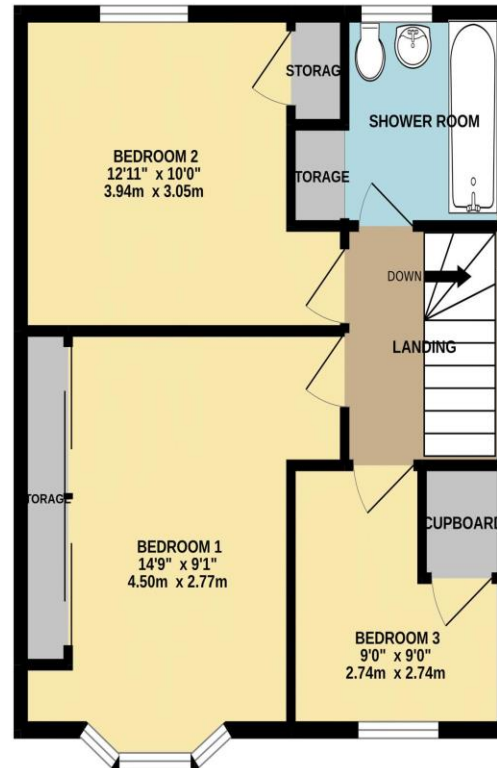 STORAG
SHOWER ROOM
BEDROOM 2
12'11" x 10'0"
3.94m x 3.05m
TORAGE
DOWN
LANDING
TORAGE
CUPBOARD
BEDROOM 1
14'9" x 9'1"
4.50m x 2.77m
BEDROOM 3
9'0" x 9'0"
2.74m x 2.74m